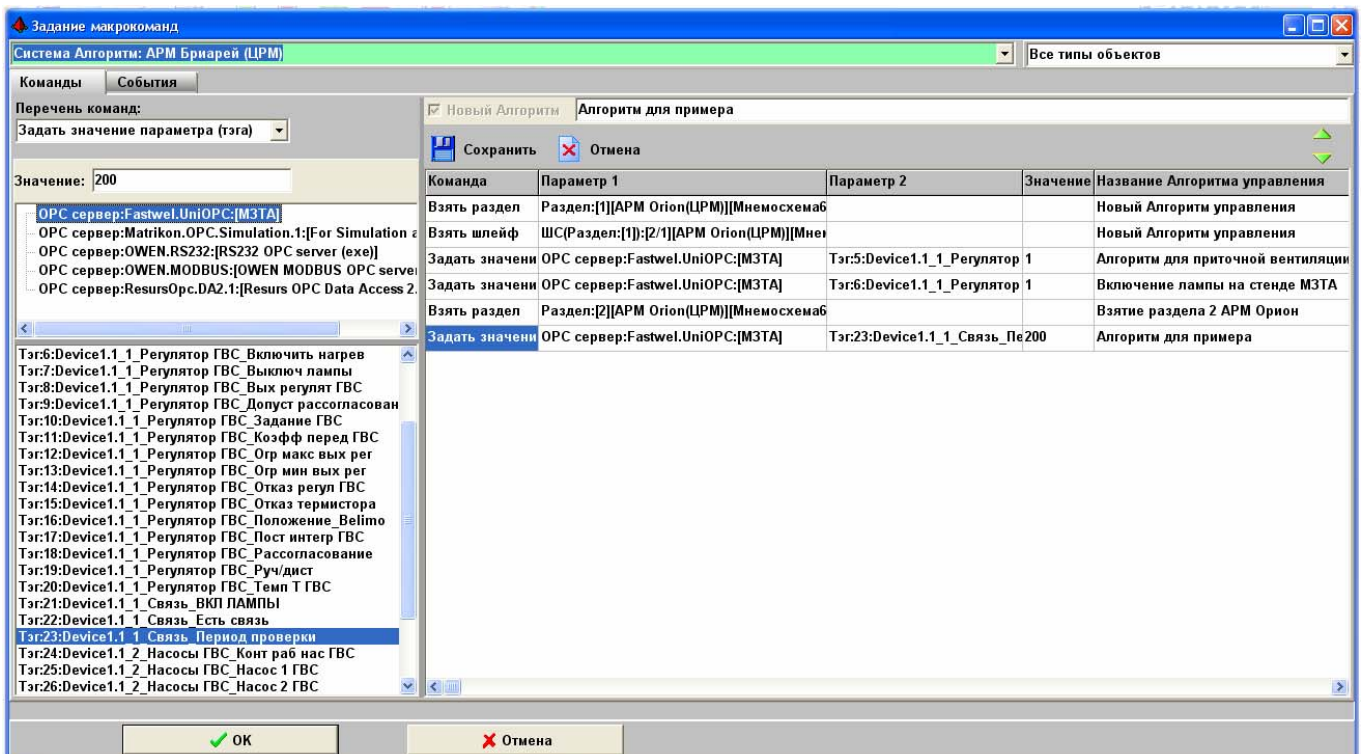 Задание макрокоманд
Система Алгоритм: АРМ Бриарей (ЦРМ)
Все типы объектов
Команды
События
Перечень команд:
Задать значение параметра (тэга)
Значение: 200
OPC сервер:Fastwel.UniOPC:[МЗТА]
OPC сервер:Matrikon.OPC.Simulation.1:[For Simulation a
OPC сервер:OWEN.RS232:[RS232 OPC server (exe)]
OPC сервер:OWEN.MODBUS:[OWEN MODBUS OPC server
OPC сервер:ResursOpc.DA2.1:[Resurs OPC Data Access 2.
Тэг:6:Device1.1_1_Регулятор ГВС_Включить нагрев
Тэг:7:Device1.1_1_Регулятор ГВС_Выключ лампы
Тэг:8:Device1.1_1_Регулятор ГВС_Вых регулят ГВС
Тэг:9:Device1.1_1_Регулятор ГВС_Допуст рассогласован
Тэг:10:Device1.1_1_Регулятор ГВС_Задание ГВС
Тэг:11:Device1.1_1_Регулятор ГВС_Коэфф перед ГВС
Тэг:12:Device1.1_1_Регулятор ГВС_Огр макс вых рег
Тэг:13:Device1.1_1_Регулятор ГВС_Огр мин вых рег
Тэг:14:Device1.1_1_Регулятор ГВС_Отказ регул ГВС
Тэг:15:Device1.1_1_Регулятор ГВС_Отказ термистора
Тэг:16:Device1.1_1_Регулятор ГВС_Положение_Belimo
Тэг:17:Device1.1_1_Регулятор ГВС_Пост интегр ГВС
Тэг:18:Device1.1_1_Регулятор ГВС_Рассогласование
Тэг:19:Device1.1_1_Регулятор ГВС_Руч/дист
Тэг:20:Device1.1_1_Регулятор ГВС_Темп Т ГВС
Тэг:21:Device1.1_1_Связь_ВКЛ ЛАМПЫ
Тэг:22:Device1.1_1_Связь_Есть связь
Тэг:23:Device1.1_1_Связь_Период проверки
Тэг:24:Device1.1_2_Насосы ГВС_Конт раб нас ГВС
Тэг:25:Device1.1_2_Насосы ГВС_Насос 1 ГВС
Тэг:26:Device1.1_2_Насосы ГВС_Насос 2 ГВС
Новый Алгоритм Алгоритм для примера
Сохранить Отмена
Команда Параметр 1 Параметр 2 Значение Название Алгоритма управления
Взять раздел Раздел:[1][АРМ Orion(ЦРМ)][Мнемосхема6 Новый Алгоритм управления
Взять шлейф ШС(Раздел:[1]):[2/1][АРМ Orion(ЦРМ)][Мнем Новый Алгоритм управления
Задать значени OPC сервер:Fastwel.UniOPC:[МЗТА] Тэг:5:Device1.1_1_Регулятор 1 Алгоритм для приточной вентиляции
Задать значени OPC сервер:Fastwel.UniOPC:[МЗТА] Тэг:6:Device1.1_1_Регулятор 1 Включение лампы на стенде МЗТА
Взять раздел Раздел:[2][АРМ Orion(ЦРМ)][Мнемосхема6 Взятие раздела 2 АРМ Орион
Задать значени OPC сервер:Fastwel.UniOPC:[МЗТА] Тэг:23:Device1.1_1_Связь_Пе 200 Алгоритм для примера
OK
Отмена